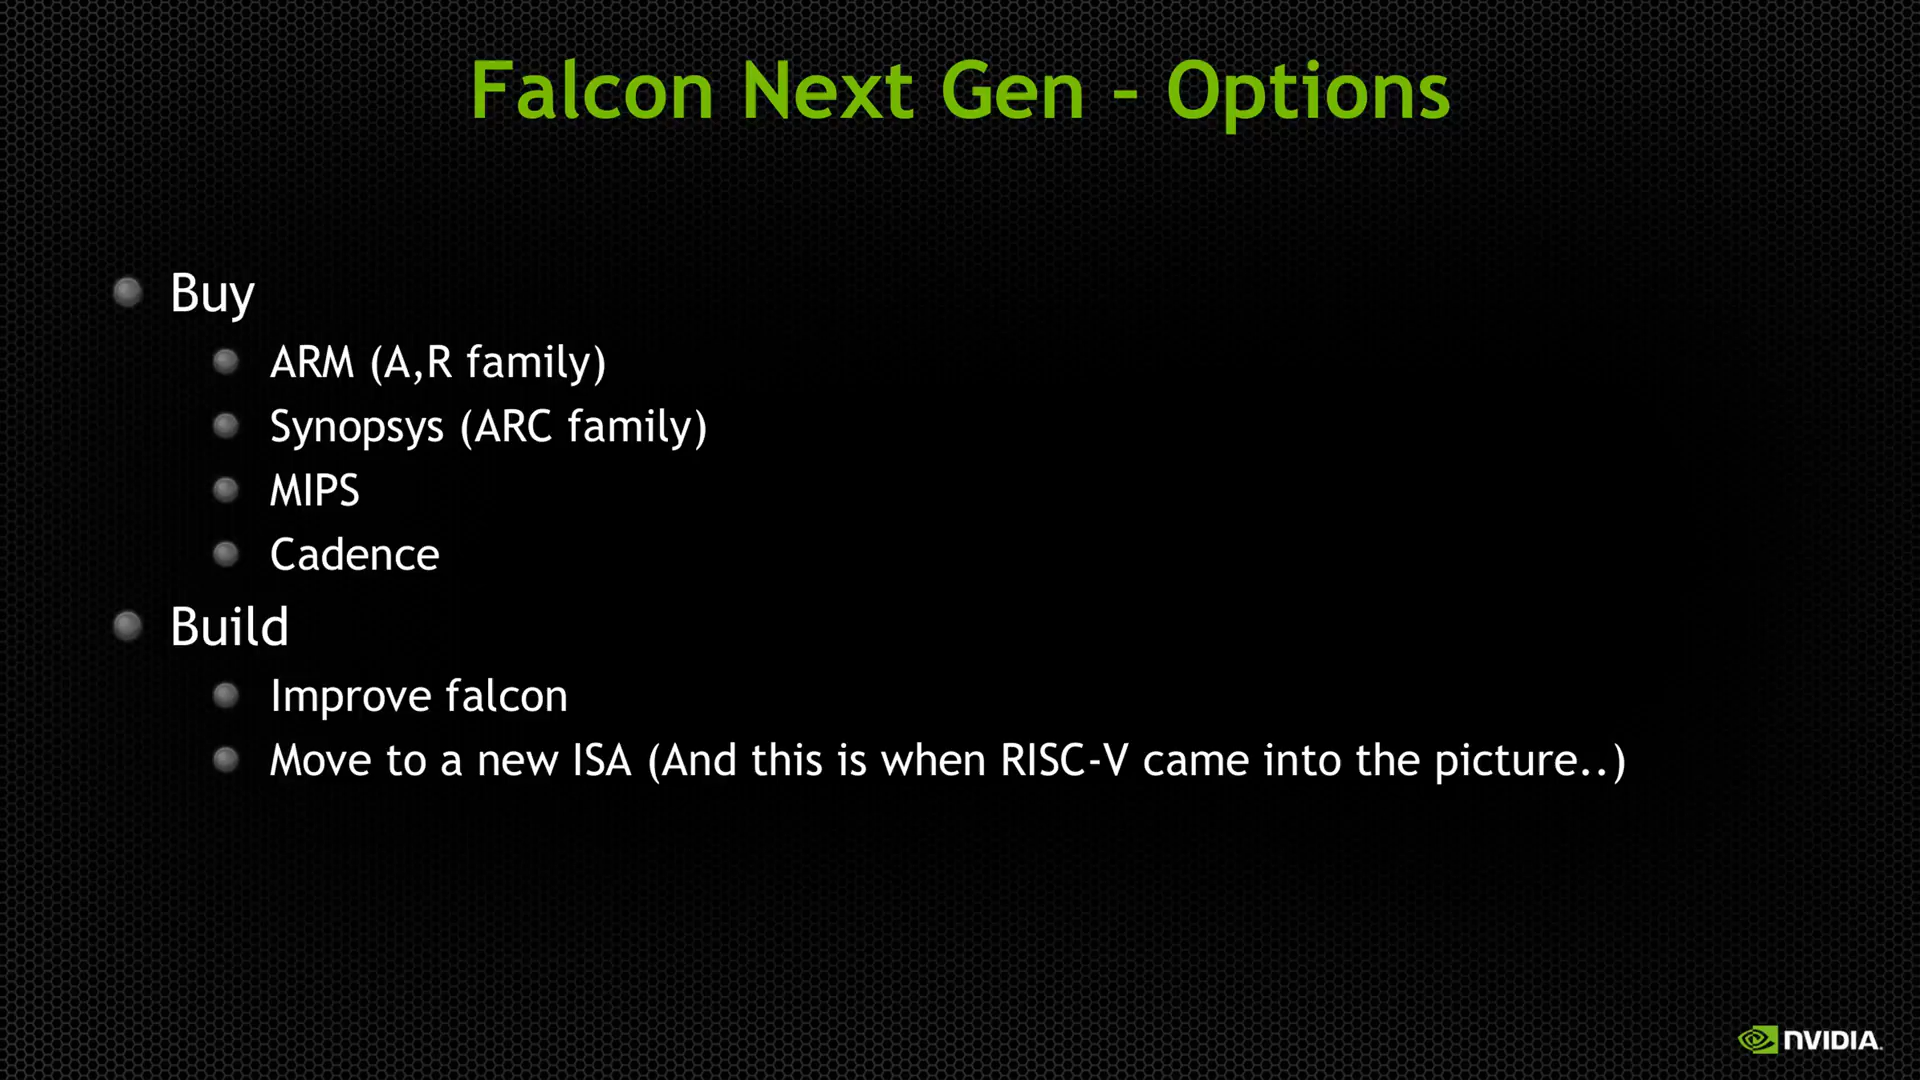 Falcon Next Gen – Options
Buy
ARM (A,R family)
Synopsys (ARC family)
MIPS
Cadence
Build
Improve falcon
Move to a new ISA (And this is when RISC-V came into the picture..)
NVIDIA.